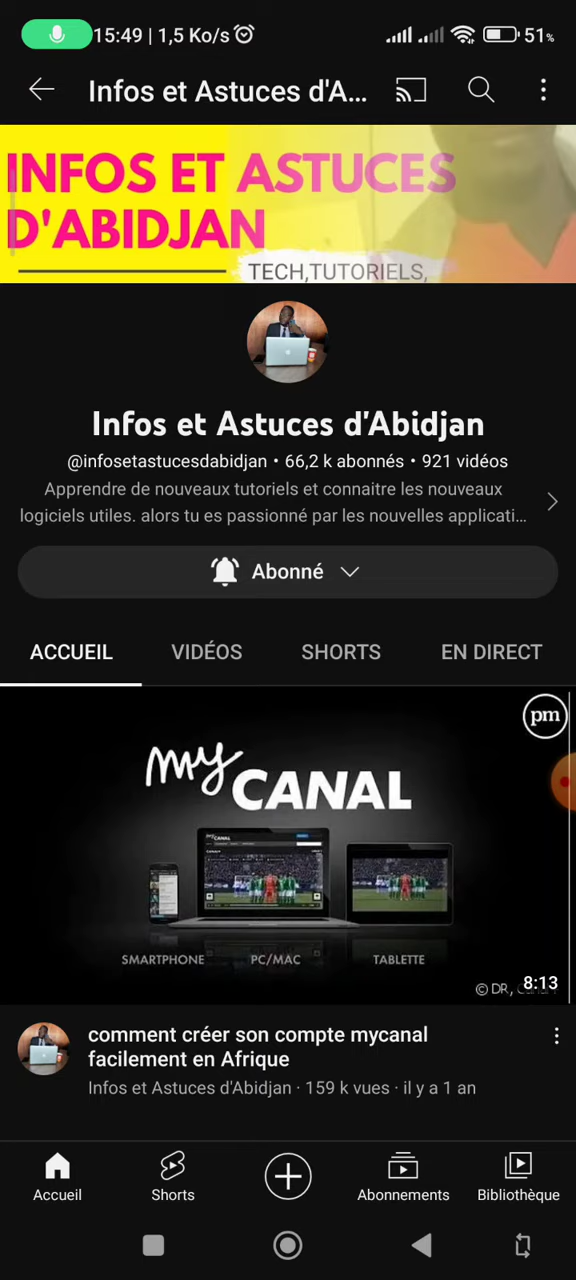 15:49 | 1,5 Ko/s 51%
Infos et Astuces d'A...
INFOS ET ASTUCES
D'ABIDJAN
TECH,TUTORIELS,
Infos et Astuces d'Abidjan
@infosetastucesdabidjan • 66,2 k abonnés • 921 vidéos
Apprendre de nouveaux tutoriels et connaitre les nouveaux
logiciels utiles. alors tu es passionné par les nouvelles applicati...
Abonné
ACCUEIL VIDÉOS SHORTS EN DIRECT
pm
my
CANAL
SMARTPHONE PC/MAC TABLETTE
© DR,
8:13
comment créer son compte mycanal
facilement en Afrique
Infos et Astuces d'Abidjan · 159 k vues · il y a 1 an
Accueil Shorts Abonnements Bibliothèque